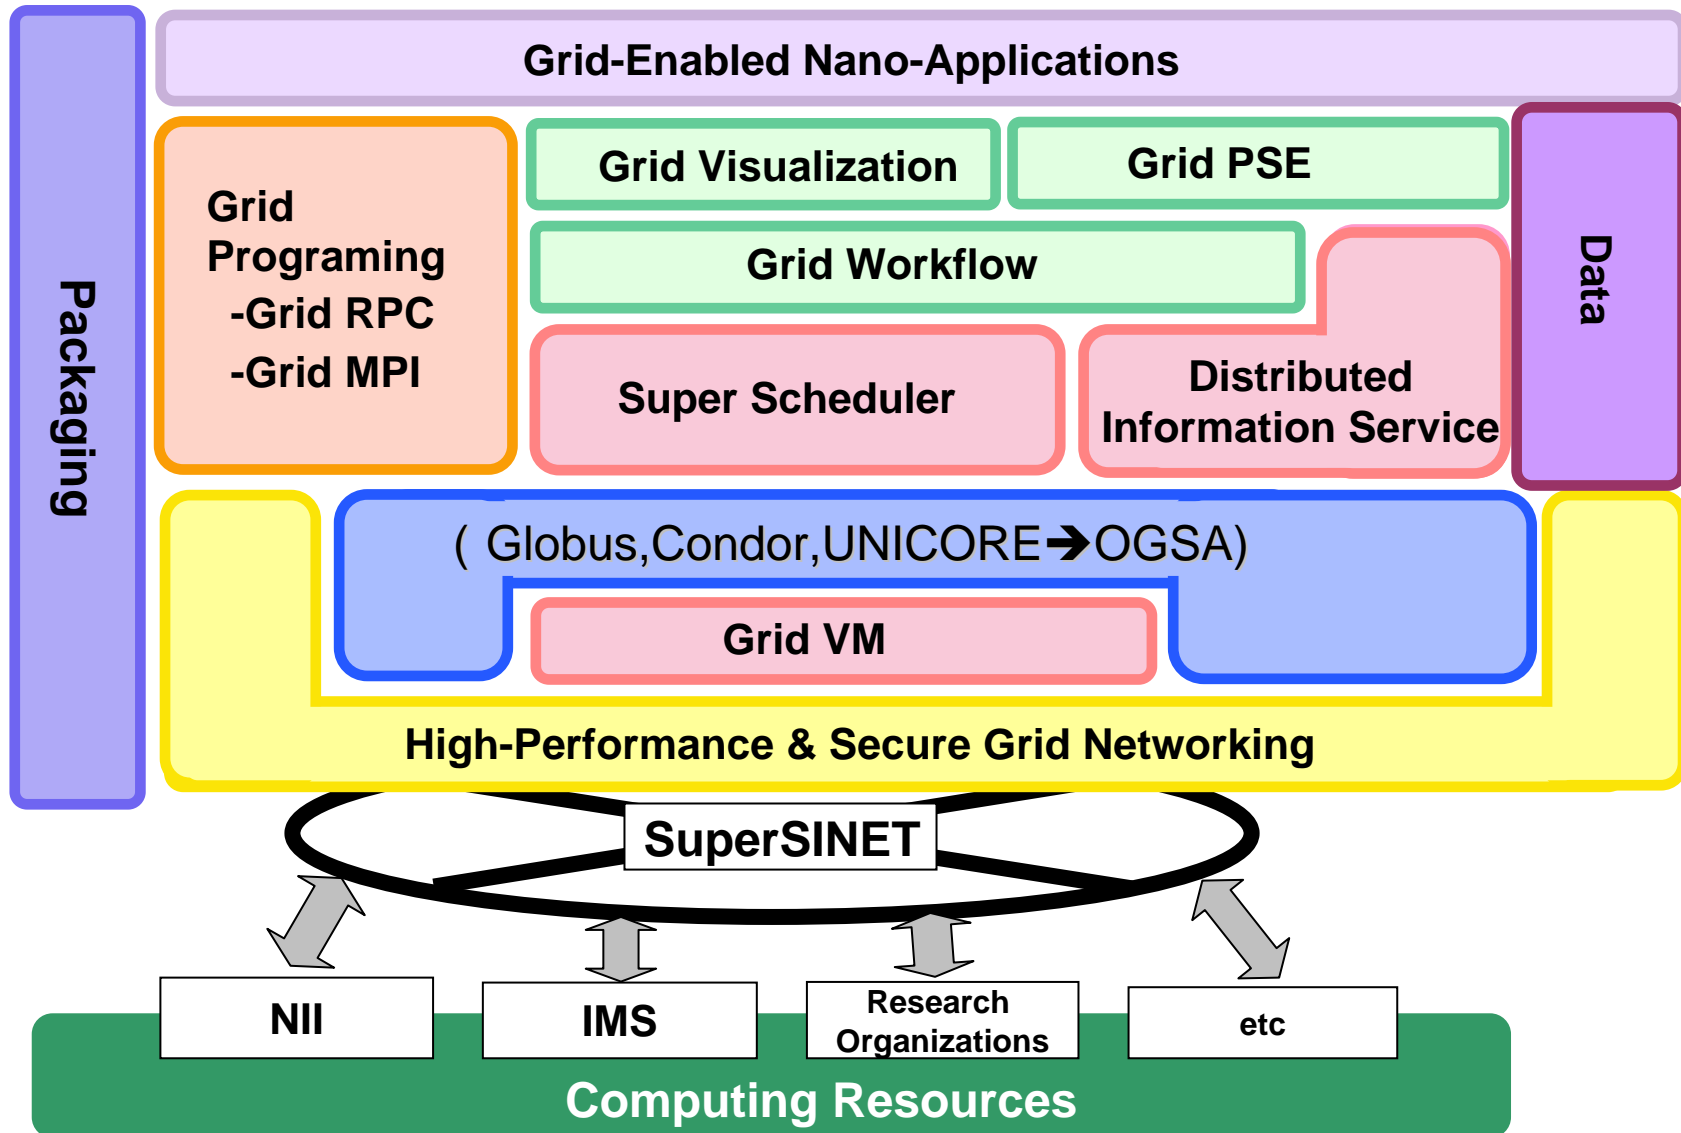 Packaging
Grid-Enabled Nano-Applications
Grid
Programing
-Grid RPC
-Grid MPI
Grid Visualization
Grid PSE
Grid Workflow
Data
Super Scheduler
Distributed
Information Service
( Globus,Condor,UNICORE➔OGSA)
Grid VM
High-Performance & Secure Grid Networking
SuperSINET
NII
IMS
Research
Organizations
etc
Computing Resources